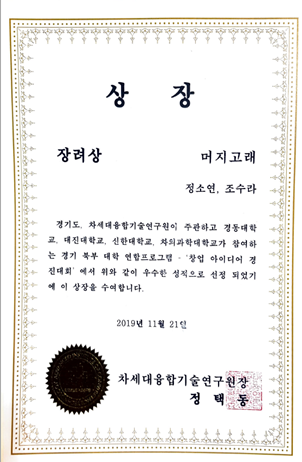 상 장
장려상 머지고래
정소연, 조수라
경기도, 차세대융합기술연구원이 주관하고 경동대학
교, 대진대학교, 신한대학교, 차의과학대학교가 참여하
는 경기 북부 대학 연합프로그램 - '창업 아이디어 경
진대회' 에서 위와 같이 우수한 성적으로 선정 되었기
에 이 상장을 수여합니다.
2019년 11월 21일
차세대융합기술연구원장
정 택 동